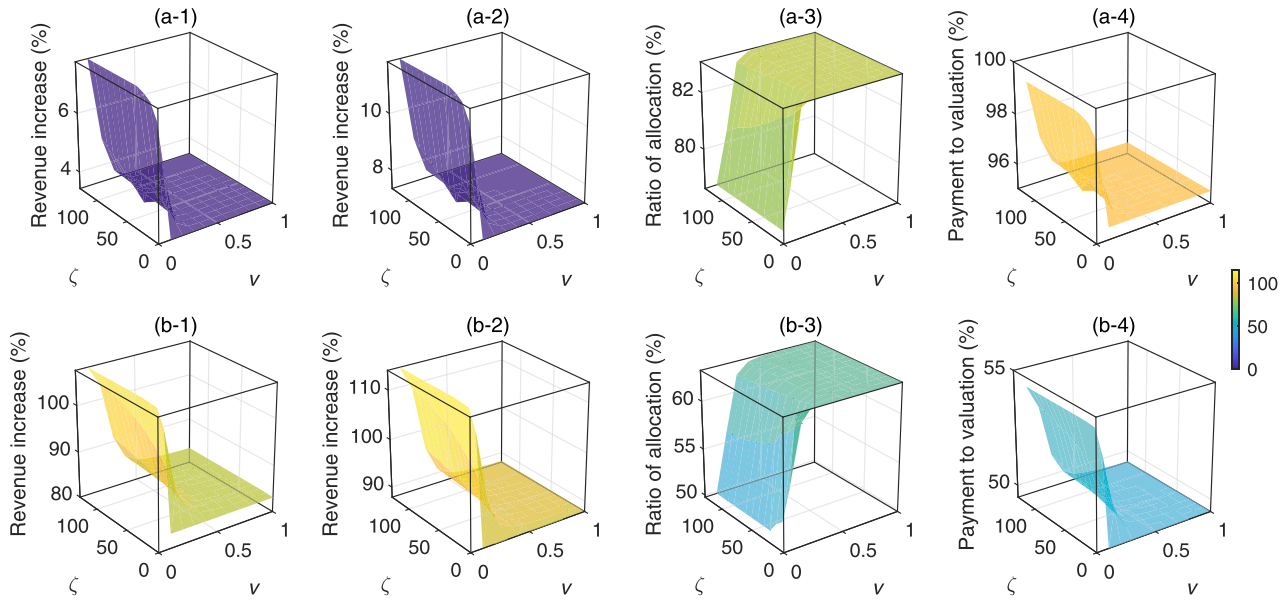 (a-1)
Revenue increase (%)
6
4
100
50
0
ζ
0
0.5
1
v
(a-2)
Revenue increase (%)
10
8
100
50
0
ζ
0
0.5
1
v
(a-3)
Ratio of allocation (%)
82
80
100
50
0
ζ
0
0.5
1
v
(a-4)
Payment to valuation (%)
100
98
96
100
50
0
ζ
0
0.5
1
v
100
50
0
(b-1)
Revenue increase (%)
100
90
80
100
50
0
ζ
0
0.5
1
v
(b-2)
Revenue increase (%)
110
100
90
100
50
0
ζ
0
0.5
1
v
(b-3)
Ratio of allocation (%)
60
55
50
100
50
0
ζ
0
0.5
1
v
(b-4)
Payment to valuation (%)
55
50
100
50
0
ζ
0
0.5
1
v